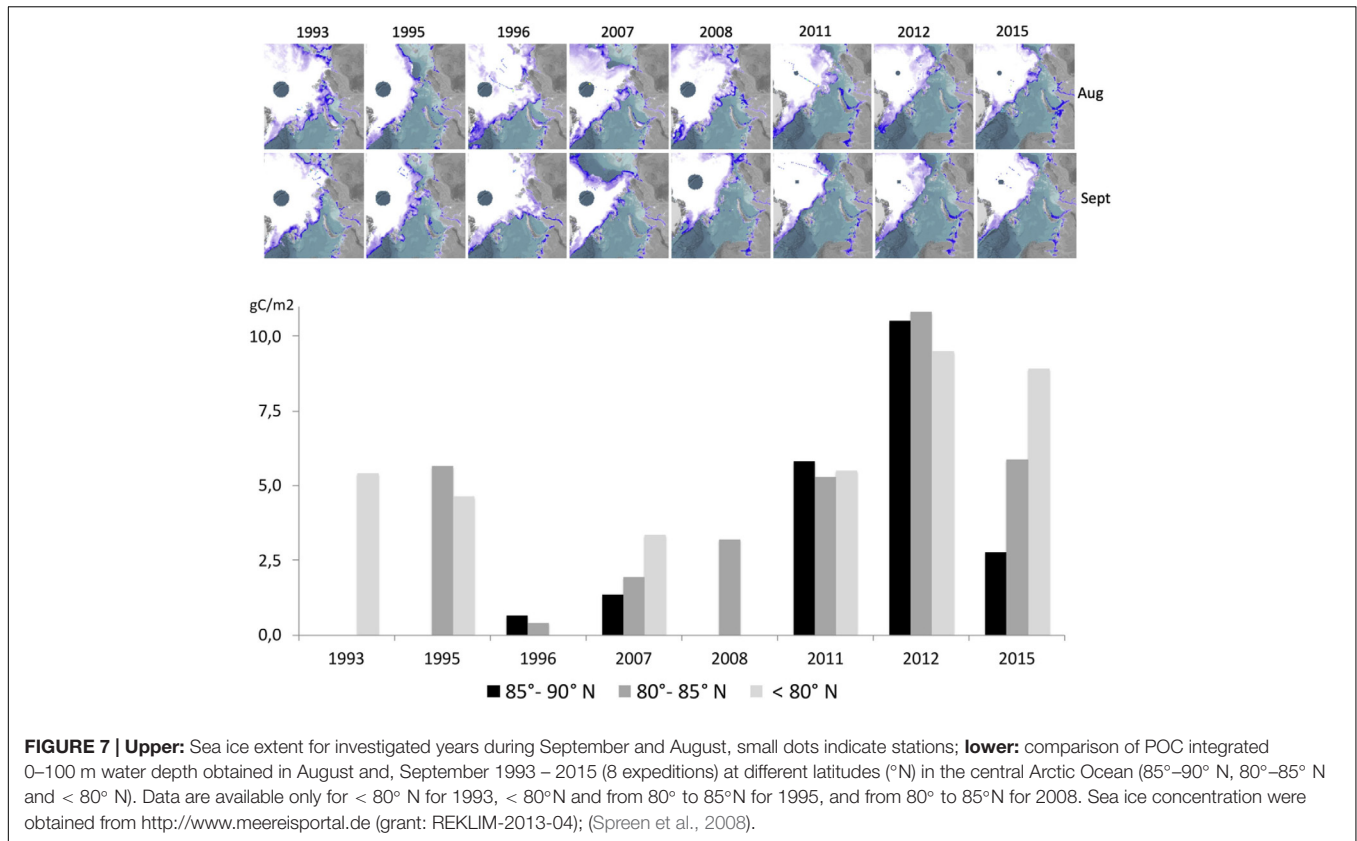 1993 1995 1996 2007 2008 2011 2012 2015
Aug
Sept
gC/m2
10,0
7,5
5,0
2,5
0,0
1993 1995 1996 2007 2008 2011 2012 2015
85°- 90° N 80°- 85° N < 80° N
FIGURE 7 | Upper: Sea ice extent for investigated years during September and August, small dots indicate stations; lower: comparison of POC integrated
0–100 m water depth obtained in August and, September 1993 – 2015 (8 expeditions) at different latitudes (°N) in the central Arctic Ocean (85°–90° N, 80°–85° N
and < 80° N). Data are available only for < 80° N for 1993, < 80°N and from 80° to 85°N for 1995, and from 80° to 85°N for 2008. Sea ice concentration were
obtained from http://www.meereisportal.de (grant: REKLIM-2013-04); (Spreen et al., 2008).